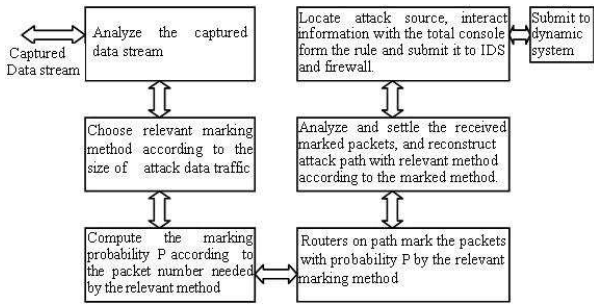 Captured
Data stream
Analyze the captured
data stream
Choose relevant marking
method according to the
size of attack data traffic
Compute the marking
probability P according to
the packet number needed
by the relevant method
Routers on path mark the packets
with probability P by the relevant
marking method
Analyze and settle the received
marked packets, and reconstruct
attack path with relevant method
according to the marked method.
Locate attack source, interact
information with the total console
form the rule and submit it to IDS
and firewall.
Submit to
dynamic
system